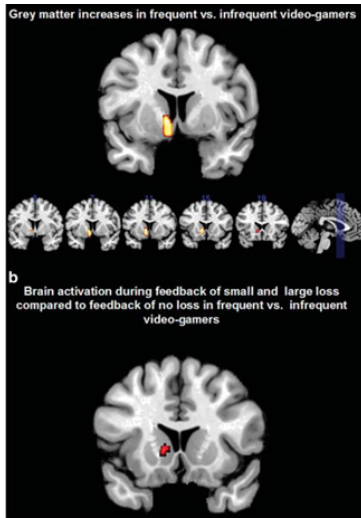 Grey matter increases in frequent vs. infrequent video-gamers
b
Brain activation during feedback of small and large loss
compared to feedback of no loss in frequent vs. infrequent
video-gamers